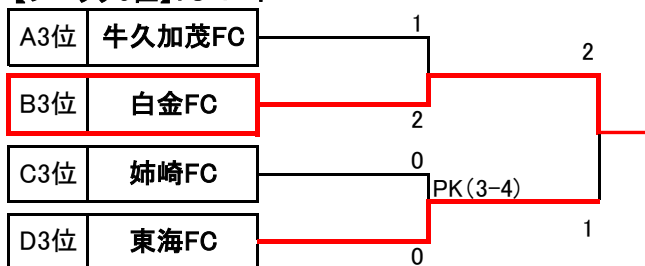 A3位 牛久加茂FC 1
2
B3位 白金FC 2
C3位 姉崎FC 0
PK(3-4)
D3位 東海FC 0
1